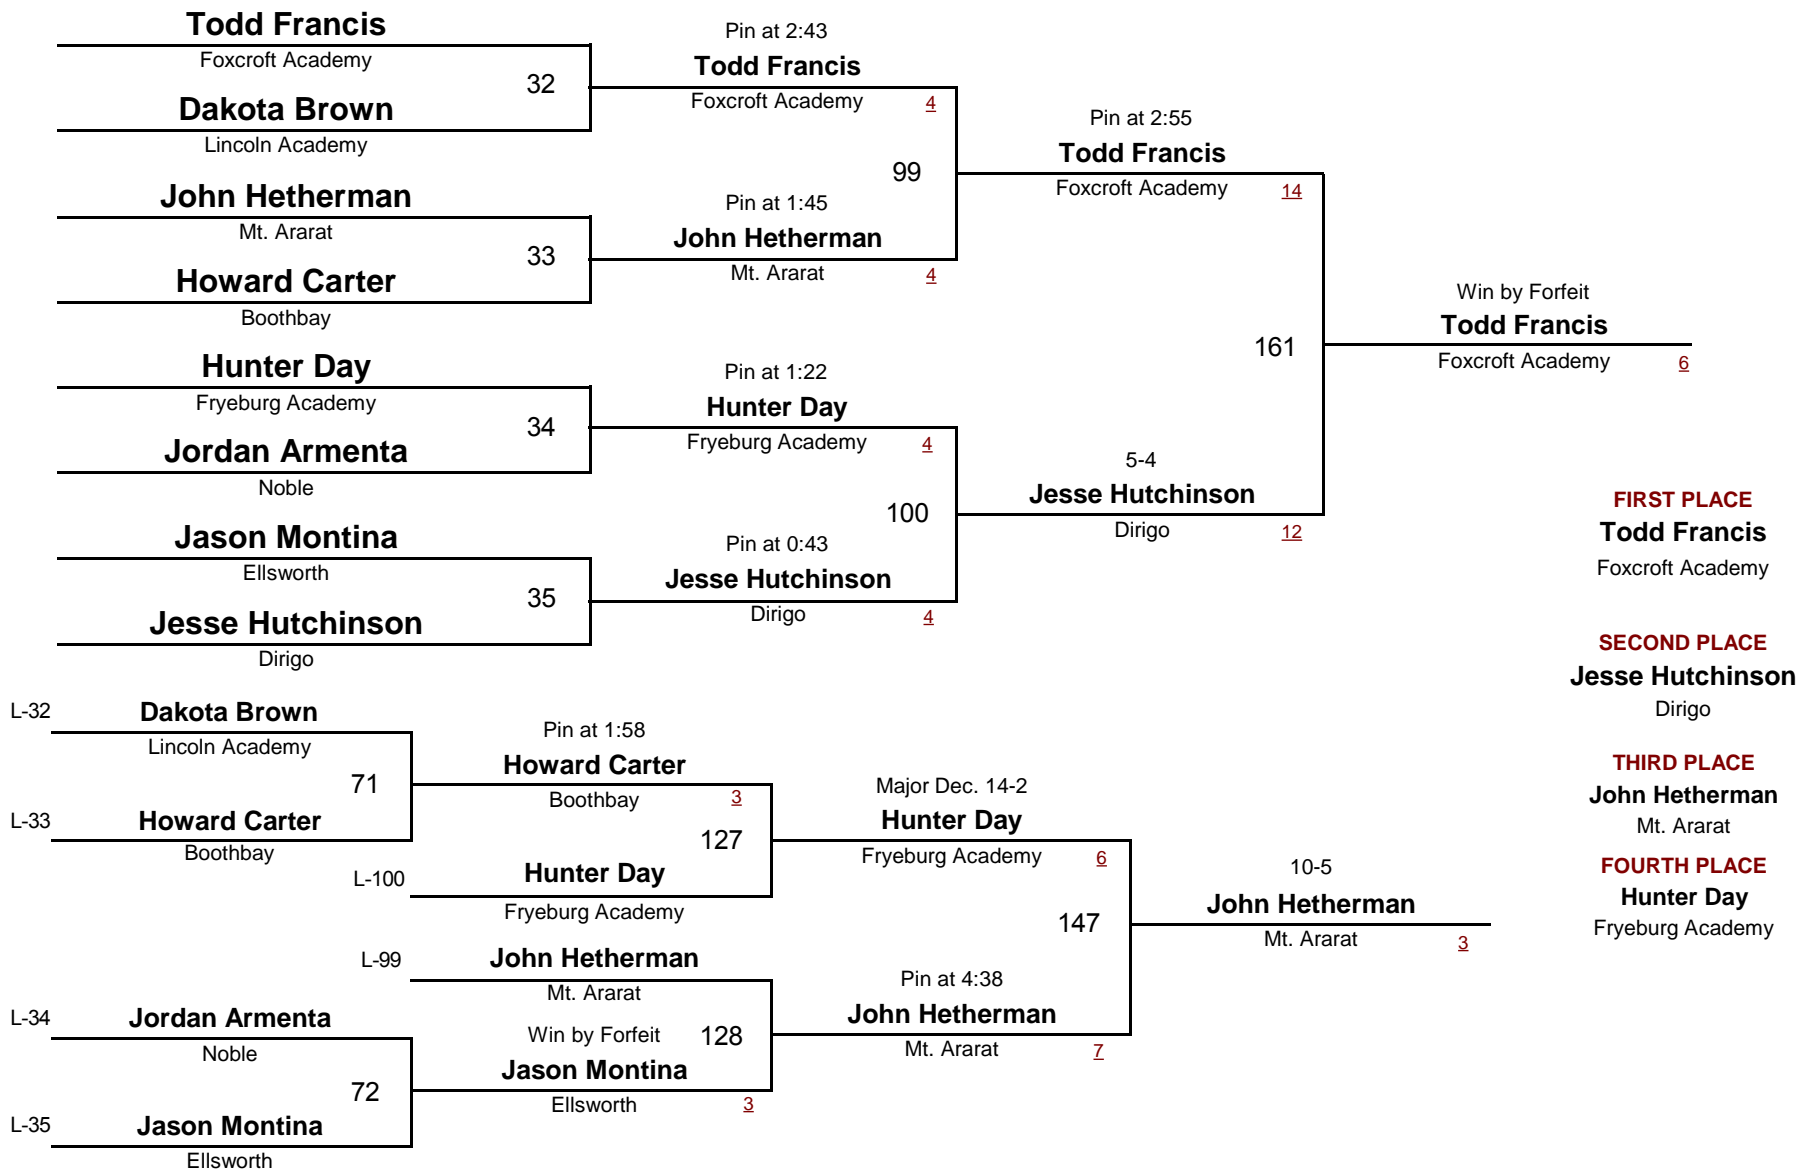 Todd Francis
Foxcroft Academy
32
Dakota Brown
Lincoln Academy
John Hetherman
Mt. Ararat
33
Howard Carter
Boothbay
Hunter Day
Fryeburg Academy
34
Jordan Armenta
Noble
Jason Montina
Ellsworth
35
Jesse Hutchinson
Dirigo
Pin at 2:43
Todd Francis
Foxcroft Academy 4
99
Pin at 1:45
John Hetherman
Mt. Ararat 4
Pin at 1:22
Hunter Day
Fryeburg Academy 4
100
Pin at 0:43
Jesse Hutchinson
Dirigo 4
Pin at 2:55
Todd Francis
Foxcroft Academy 14
161
5-4
Jesse Hutchinson
Dirigo 12
Win by Forfeit
Todd Francis
Foxcroft Academy 6
FIRST PLACE
Todd Francis
Foxcroft Academy
SECOND PLACE
Jesse Hutchinson
Dirigo
THIRD PLACE
John Hetherman
Mt. Ararat
FOURTH PLACE
Hunter Day
Fryeburg Academy
L-32 Dakota Brown
Lincoln Academy
71
L-33 Howard Carter
Boothbay
L-34 Jordan Armenta
Noble
72
L-35 Jason Montina
Ellsworth
Pin at 1:58
Howard Carter
Boothbay 3
127
L-100 Hunter Day
Fryeburg Academy
L-99 John Hetherman
Mt. Ararat
Win by Forfeit 128
Jason Montina
Ellsworth 3
Major Dec. 14-2
Hunter Day
Fryeburg Academy 6
147
Pin at 4:38
John Hetherman
Mt. Ararat 7
10-5
John Hetherman
Mt. Ararat 3